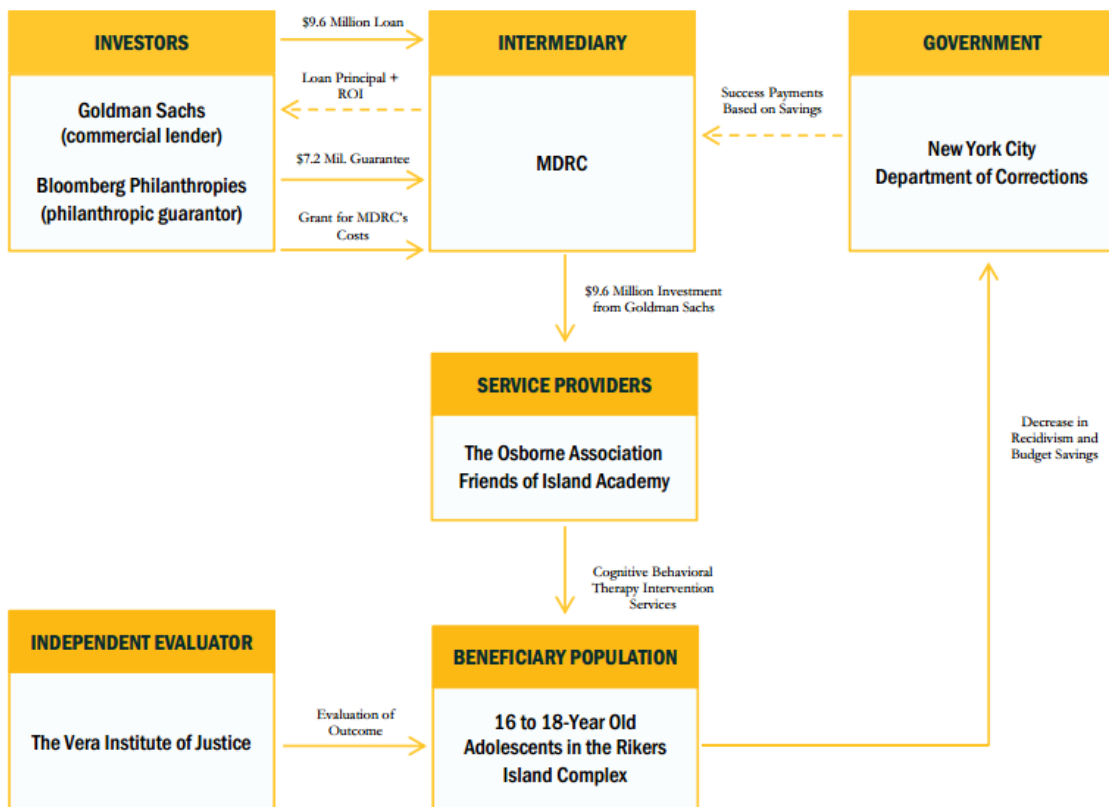 INVESTORS
Goldman Sachs
(commercial lender)
Bloomberg Philanthropies
(philanthropic guarantor)
$9.6 Million Loan
Loan Principal +
ROI
$7.2 Mil. Guarantee
Grant for MDRC's
Costs
INTERMEDIARY
MDRC
Success Payments
Based on Savings
GOVERNMENT
New York City
Department of Corrections
$9.6 Million Investment
from Goldman Sachs
SERVICE PROVIDERS
The Osborne Association
Friends of Island Academy
Decrease in
Recidivism and
Budget Savings
Cognitive Behavioral
Therapy Intervention
Services
INDEPENDENT EVALUATOR
The Vera Institute of Justice
Evaluation of
Outcome
BENEFICIARY POPULATION
16 to 18-Year Old
Adolescents in the Rikers
Island Complex